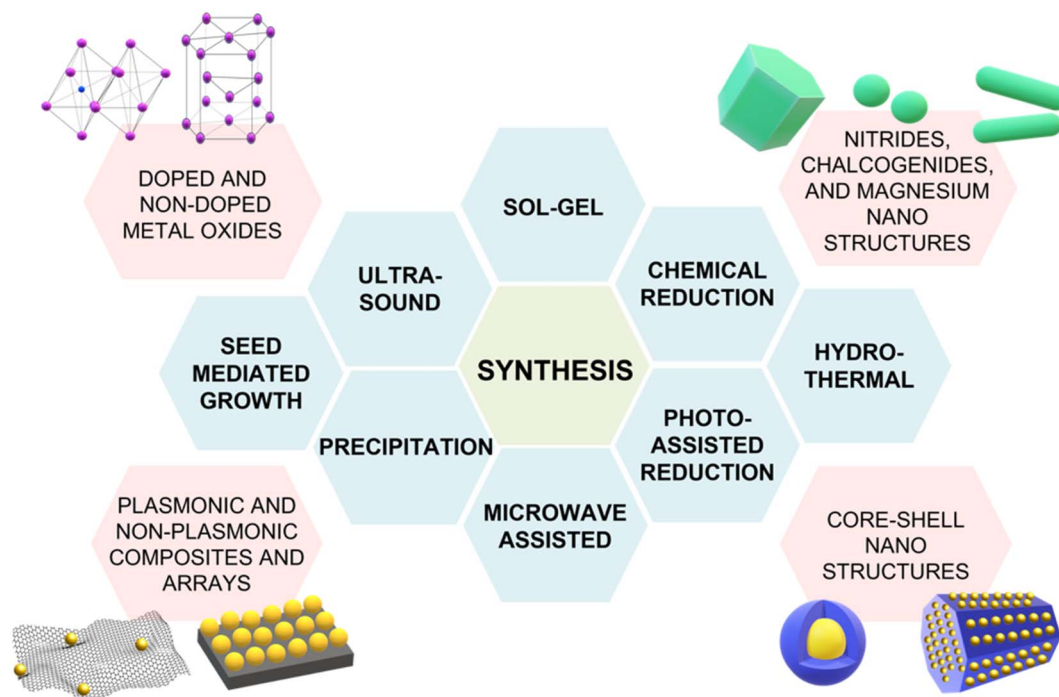 DOPED AND
NON-DOPED
METAL OXIDES
NITRIDES,
CHALCOGENIDES,
AND MAGNESIUM
NANO
STRUCTURES
SOL-GEL
ULTRA-
SOUND
CHEMICAL
REDUCTION
SEED
MEDIATED
GROWTH
SYNTHESIS
HYDRO-
THERMAL
PRECIPITATION
PHOTO-
ASSISTED
REDUCTION
MICROWAVE
ASSISTED
PLASMONIC AND
NON-PLASMONIC
COMPOSITES AND
ARRAYS
CORE-SHELL
NANO
STRUCTURES